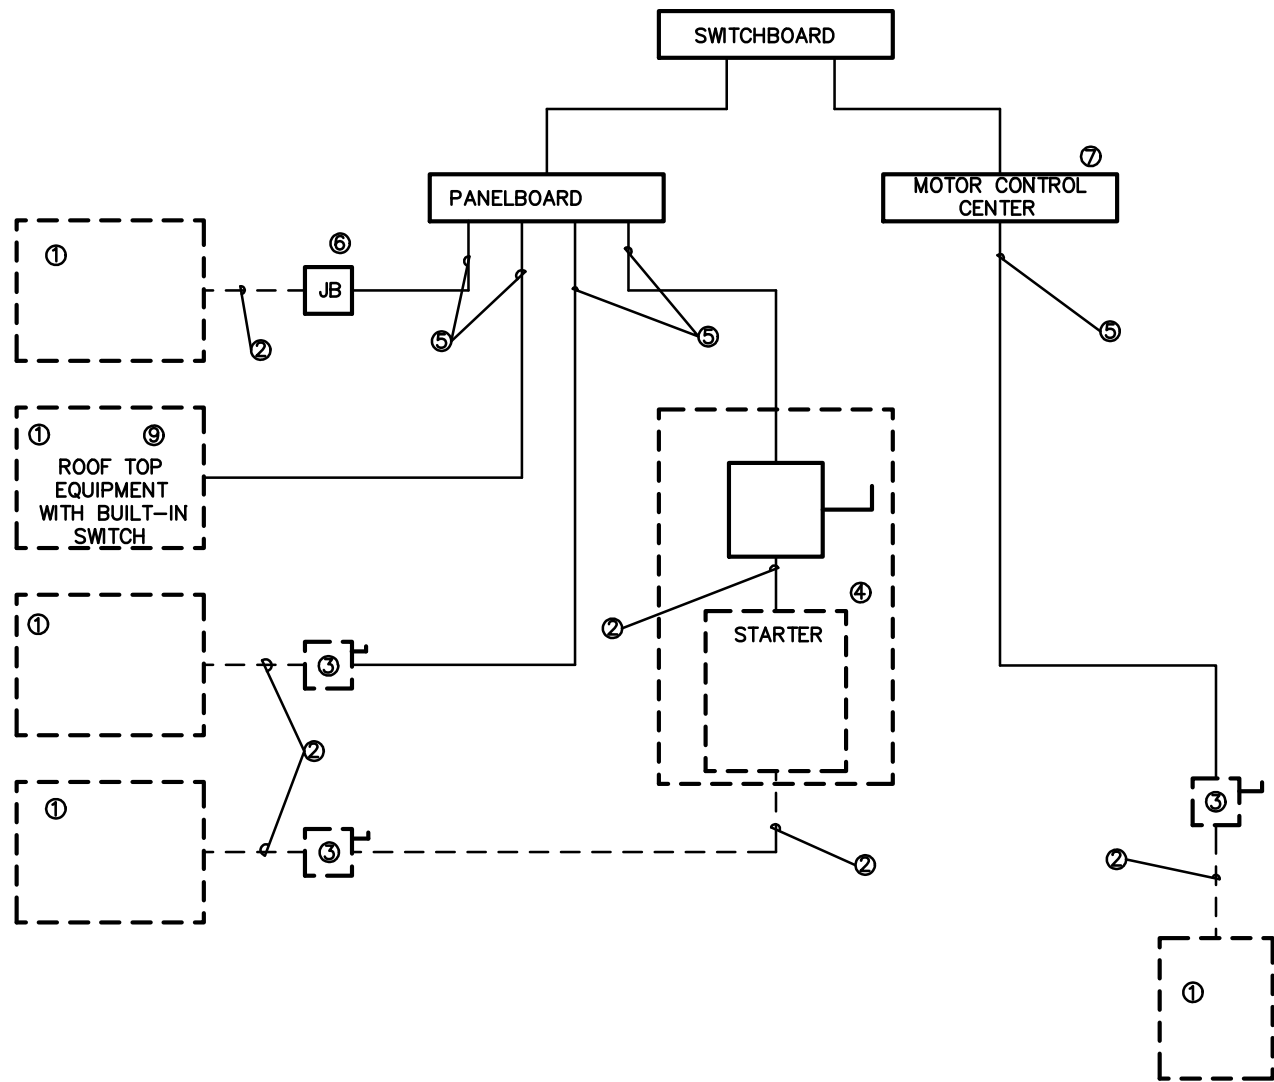 SWITCHBOARD
⑦
PANELBOARD
MOTOR CONTROL
CENTER
①
⑥
JB
②
⑤
⑤
⑤
① ⑨
ROOF TOP
EQUIPMENT
WITH BUILT-IN
SWITCH
④
②
STARTER
①
③
②
①
③
②
③
②
①